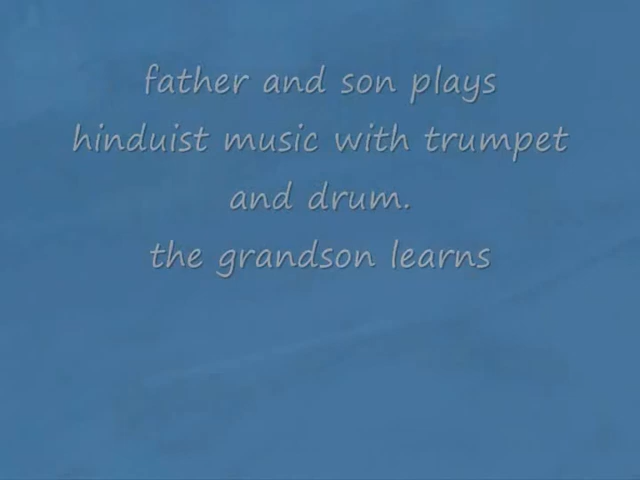 father and son plays
hinduist music with trumpet
and drum.
the grandson learns